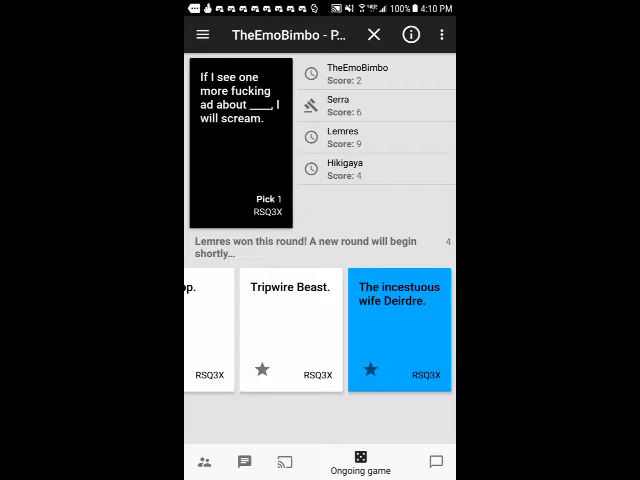 100% 4:10 PM
TheEmoBimbo - P...
If I see one
more fucking
ad about ____, I
will scream.
Pick 1
RSQ3X
TheEmoBimbo
Score: 2
Serra
Score: 6
Lemres
Score: 9
Hikigaya
Score: 4
Lemres won this round! A new round will begin
shortly...
4
op.
RSQ3X
Tripwire Beast.
RSQ3X
The incestuous
wife Deirdre.
RSQ3X
Ongoing game